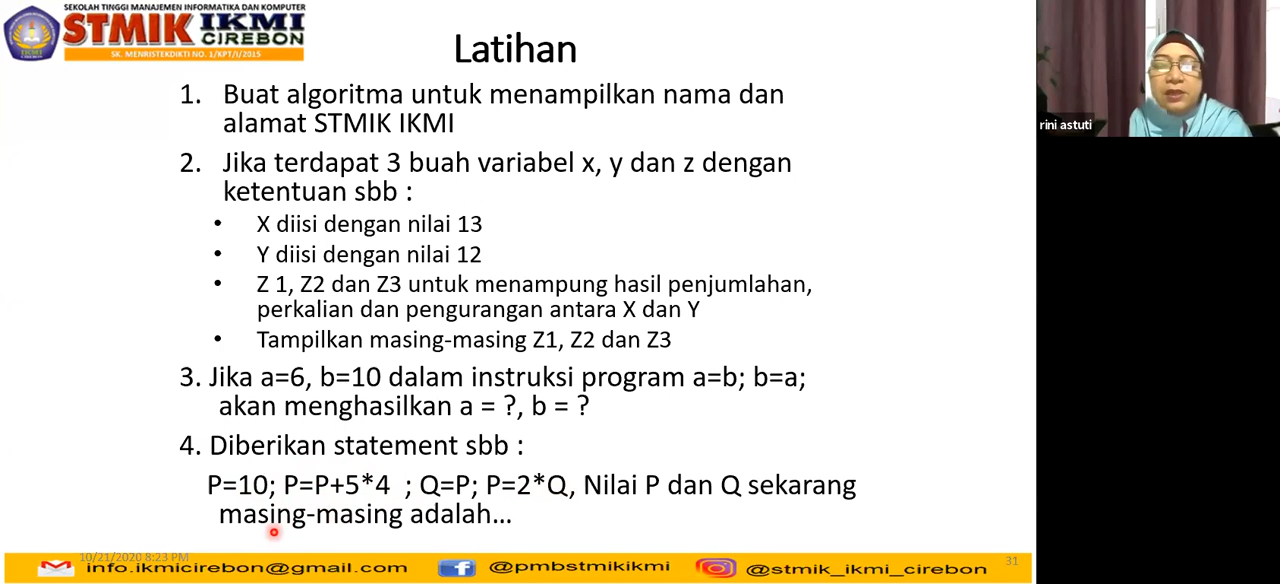 SEKOLAH TINGGI MANAJEMEN INFORMATIKA DAN KOMPUTER
STMIK IKMI
CIREBON
SK. MENRISTEKDIKTI NO. 1/KPT/I/2015
Latihan
rini astuti
1. Buat algoritma untuk menampilkan nama dan
alamat STMIK IKMI
2. Jika terdapat 3 buah variabel x, y dan z dengan
ketentuan sbb :
• X diisi dengan nilai 13
• Y diisi dengan nilai 12
• Z 1, Z2 dan Z3 untuk menampung hasil penjumlahan,
perkalian dan pengurangan antara X dan Y
• Tampilkan masing-masing Z1, Z2 dan Z3
3. Jika a=6, b=10 dalam instruksi program a=b; b=a;
akan menghasilkan a = ?, b = ?
4. Diberikan statement sbb :
P=10; P=P+5*4 ; Q=P; P=2*Q, Nilai P dan Q sekarang
masing-masing adalah...
10/21/2020 8:23 PM
31
info.ikmicirebon@gmail.com
@pmbstmikikmi
@stmik_ikmi_cirebon